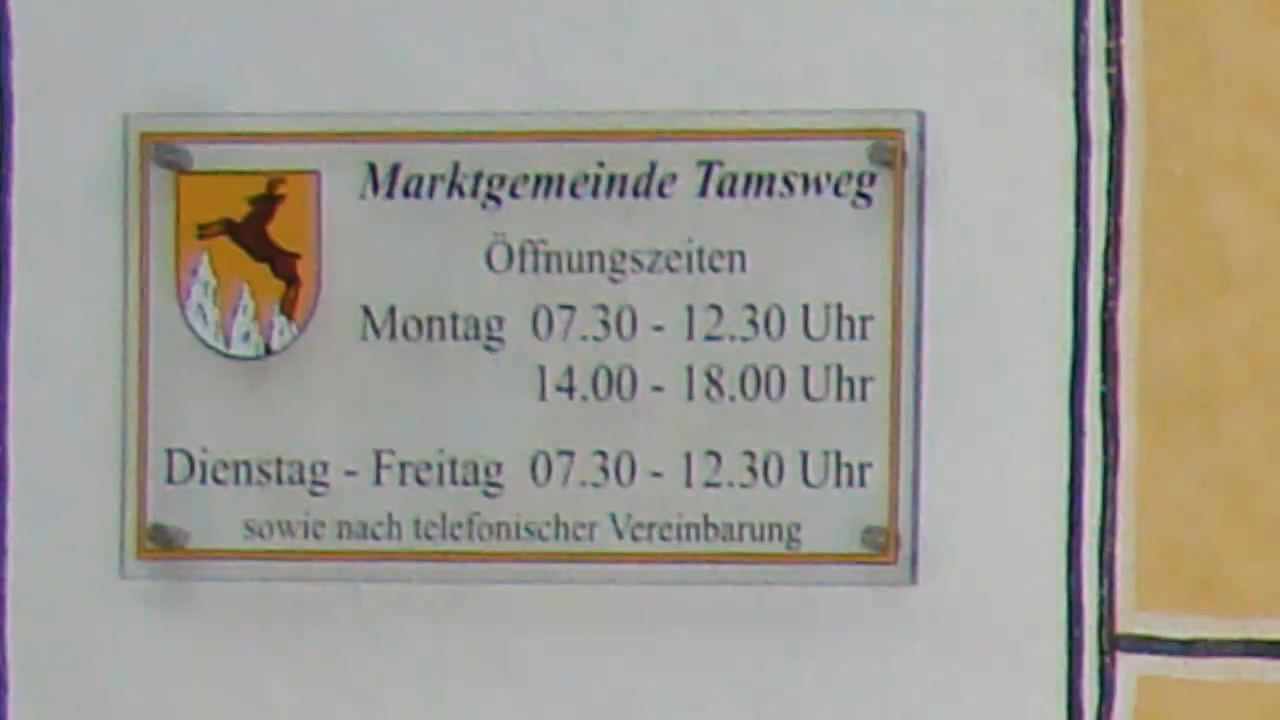 Marktgemeinde Tamsweg
Öffnungszeiten
Montag 07.30 - 12.30 Uhr
14.00 - 18.00 Uhr
Dienstag - Freitag 07.30 - 12.30 Uhr
sowie nach telefonischer Vereinbarung